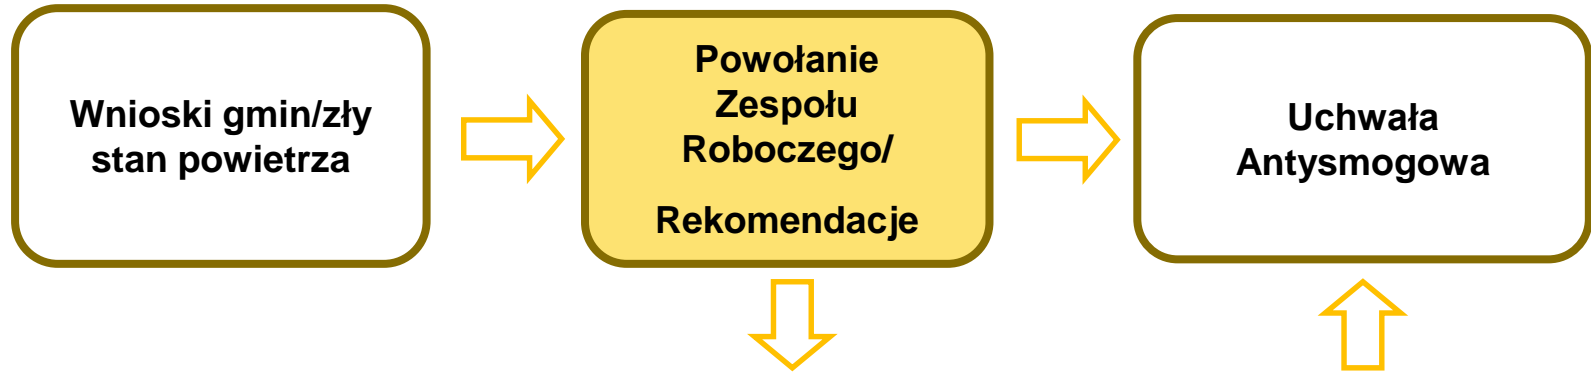 Wnioski gmin/zły
stan powietrza
Powołanie
Zespołu
Roboczego/
Rekomendacje
Uchwała
Antysmogowa